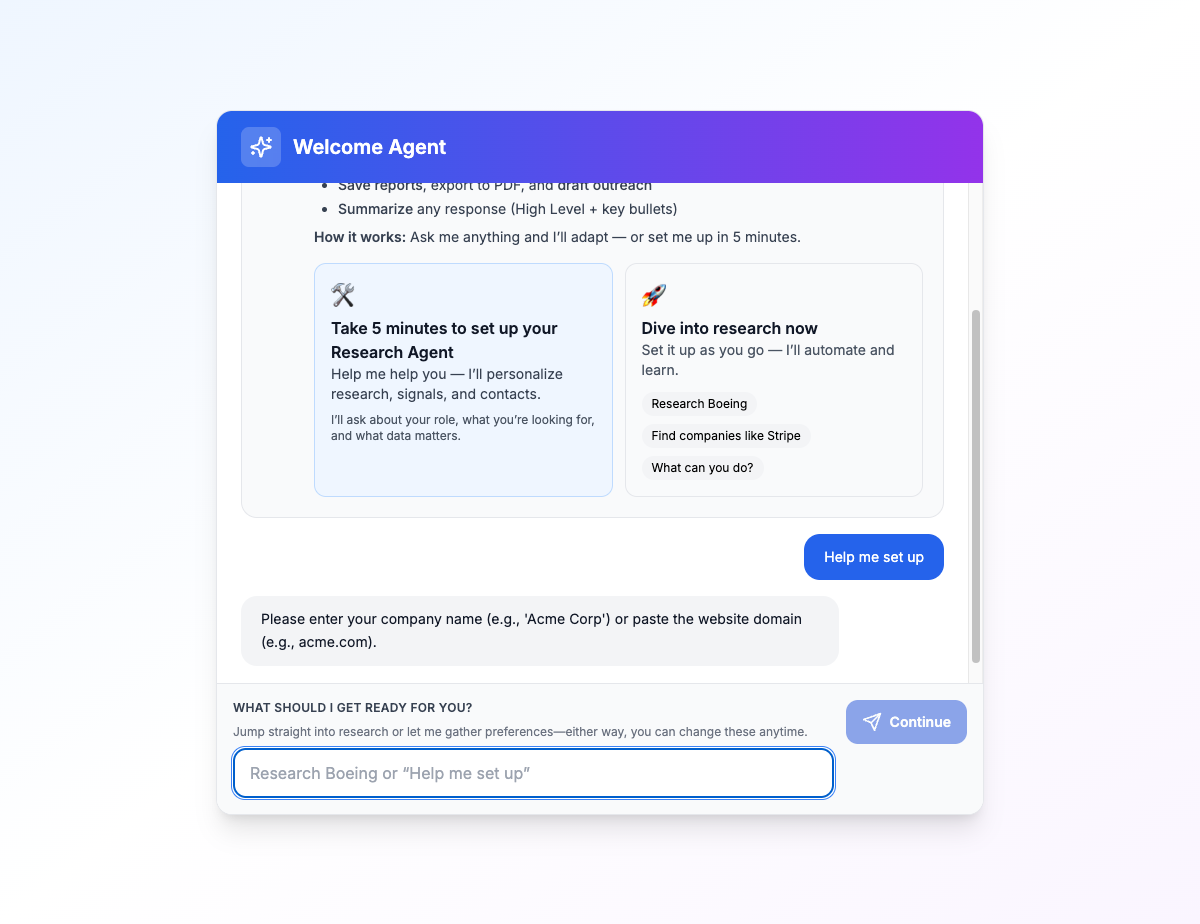 Welcome Agent
Save reports, export to PDF, and draft outreach
Summarize any response (High Level + key bullets)
How it works: Ask me anything and I’ll adapt — or set me up in 5 minutes.
Take 5 minutes to set up your
Research Agent
Help me help you — I’ll personalize
research, signals, and contacts.
I’ll ask about your role, what you’re looking for,
and what data matters.
Dive into research now
Set it up as you go — I’ll automate and
learn.
Research Boeing
Find companies like Stripe
What can you do?
Help me set up
Please enter your company name (e.g., 'Acme Corp') or paste the website domain
(e.g., acme.com).
WHAT SHOULD I GET READY FOR YOU?
Jump straight into research or let me gather preferences—either way, you can change these anytime.
Research Boeing or “Help me set up”
Continue